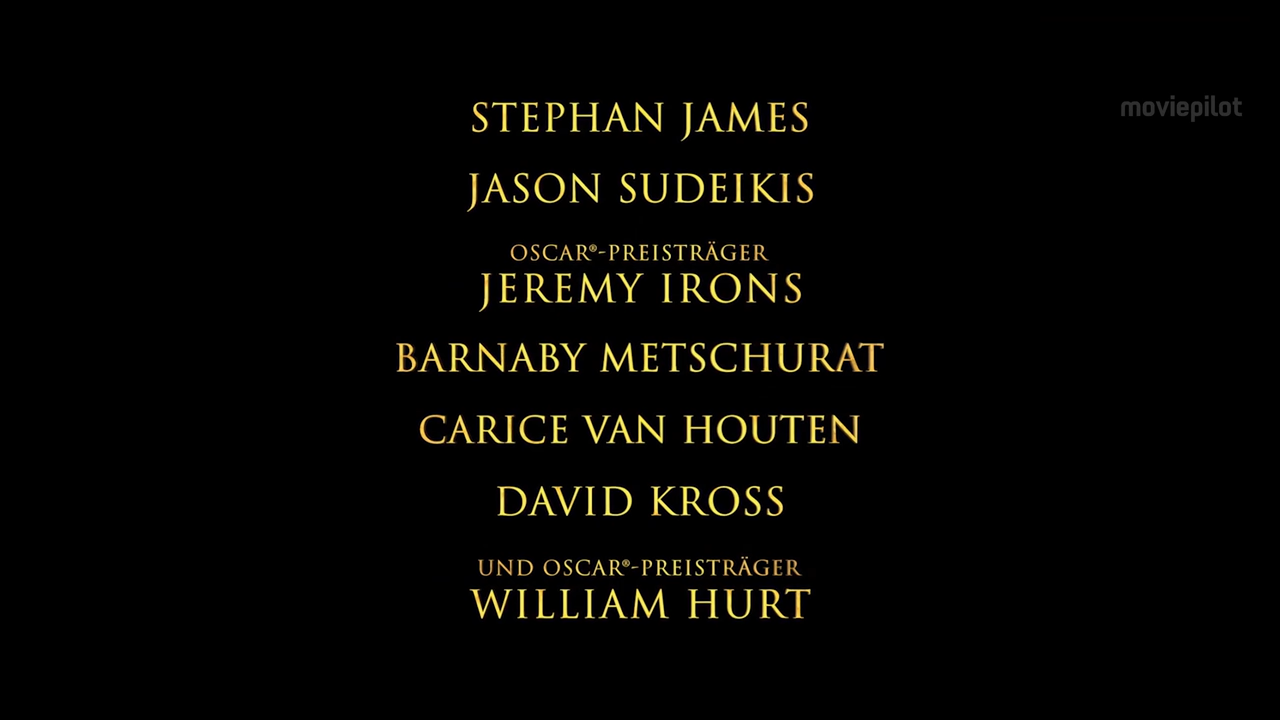 STEPHAN JAMES
moviepilot
JASON SUDEIKIS
OSCAR®-PREISTRÄGER
JEREMY IRONS
BARNABY METSCHURAT
CARICE VAN HOUTEN
DAVID KROSS
UND OSCAR®-PREISTRÄGER
WILLIAM HURT